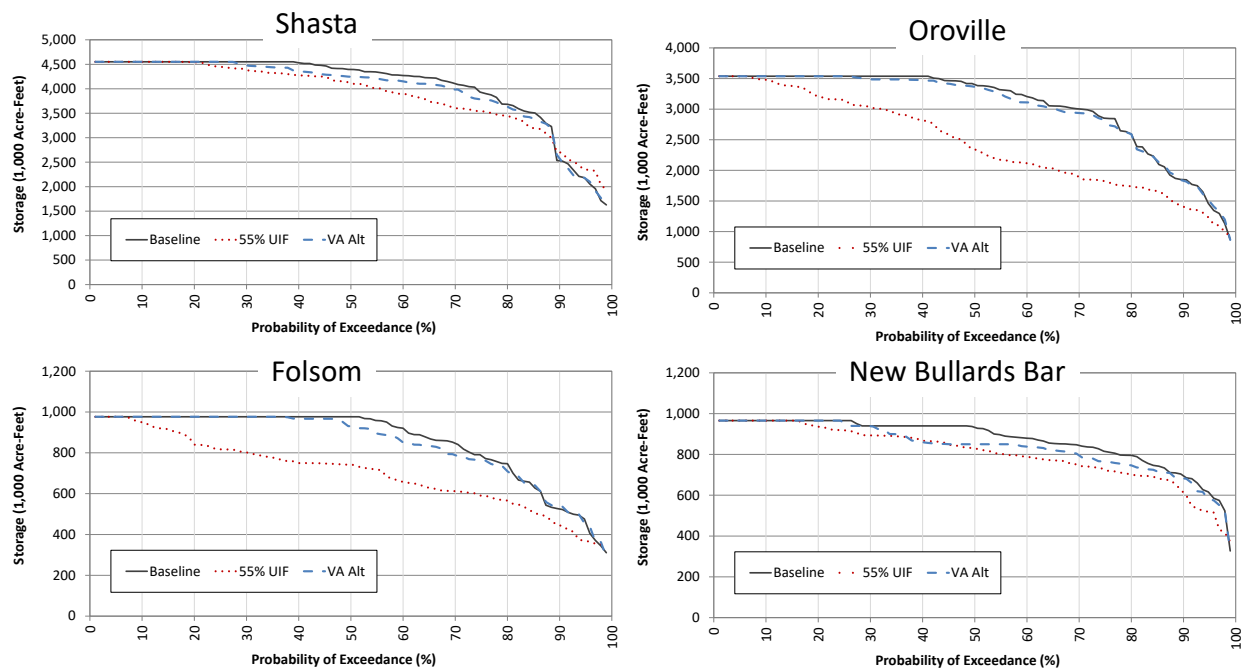 Shasta
Storage (1,000 Acre-Feet)
5,000
4,500
4,000
3,500
3,000
2,500
2,000
1,500
1,000
500
0
Baseline 55% UIF VA Alt
0 10 20 30 40 50 60 70 80 90 100
Probability of Exceedance (%)
Oroville
Storage (1,000 Acre-Feet)
4,000
3,500
3,000
2,500
2,000
1,500
1,000
500
0
Baseline 55% UIF VA Alt
0 10 20 30 40 50 60 70 80 90 100
Probability of Exceedance (%)
Folsom
Storage (1,000 Acre-Feet)
1,200
1,000
800
600
400
200
0
Baseline 55% UIF VA Alt
0 10 20 30 40 50 60 70 80 90 100
Probability of Exceedance (%)
New Bullards Bar
Storage (1,000 Acre-Feet)
1,200
1,000
800
600
400
200
0
Baseline 55% UIF VA Alt
0 10 20 30 40 50 60 70 80 90 100
Probability of Exceedance (%)